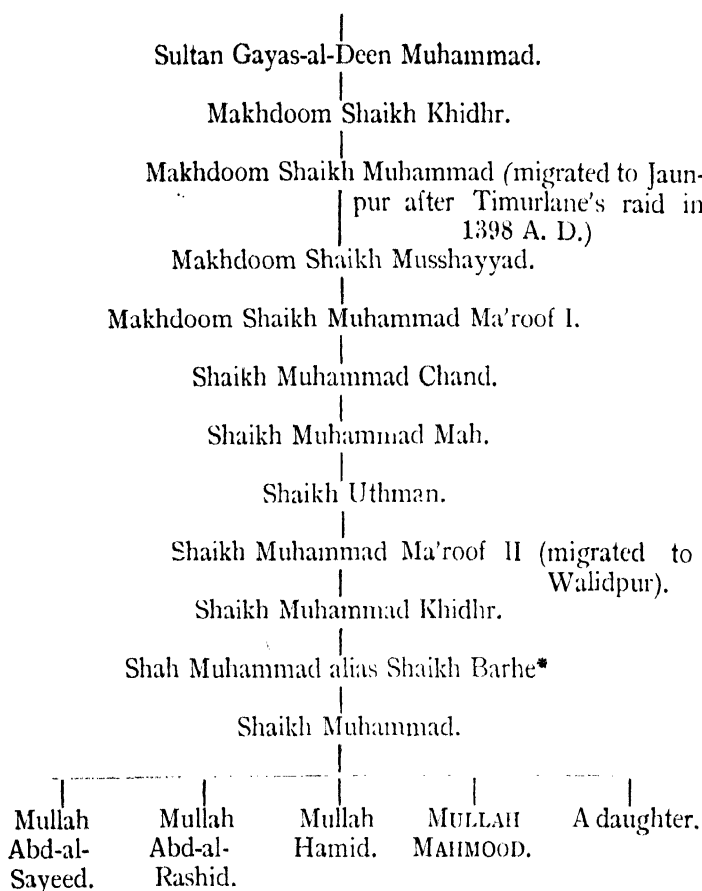 Sultan Gayas-al-Deen Muhammad.
Makhdoom Shaikh Khidhr.
Makhdoom Shaikh Muhammad (migrated to Jaun-
pur after Timurlane's raid in
1398 A. D.)
Makhdoom Shaikh Musshayyad.
Makhdoom Shaikh Muhammad Ma'roof I.
Shaikh Muhammad Chand.
Shaikh Muhammad Mah.
Shaikh Uthman.
Shaikh Muhammad Ma'roof II (migrated to
Walidpur).
Shaikh Muhammad Khidhr.
Shah Muhammad alias Shaikh Barhe*
Shaikh Muhammad.
Mullah Mullah Mullah MULLAH A daughter.
Abd-al- Abd-al- Hamid. MAHMOOD.
Sayeed. Rashid.